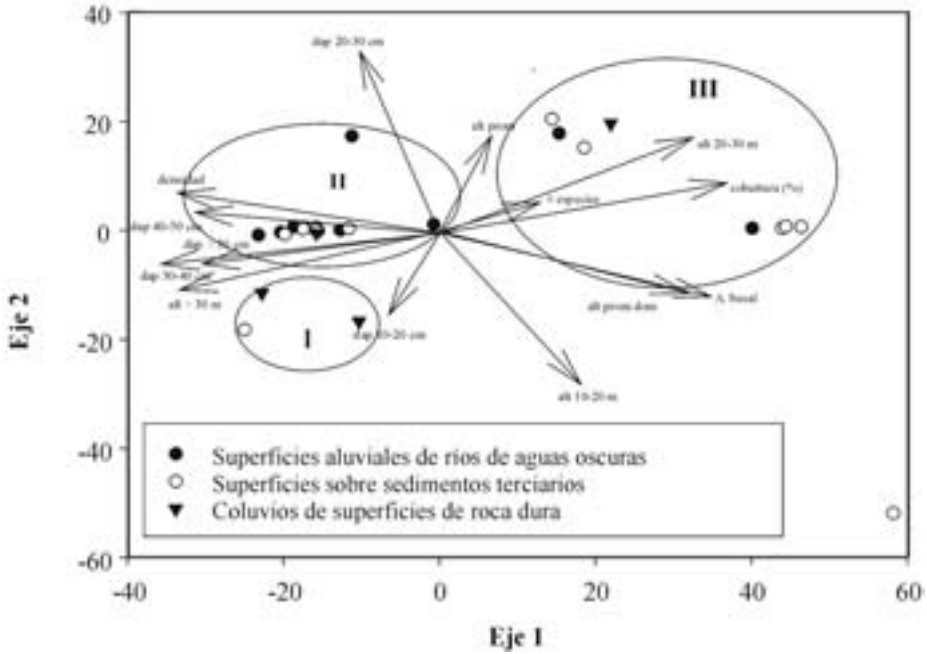 40
20
0
-20
-40
-60
Eje 2
dap 20-30 cm
III
alt prom
alt 20-30 m
II
densidad
cobertura (%)
especies
dap 40-50 cm
dap
cm
dap 30-40
alt > 30 m
A. basal
alt prom dom
I
dap 10-20 cm
alt 10-20 m
Superficies aluviales de ríos de aguas oscuras
Superficies sobre sedimentos terciarios
Coluvios de superficies de roca dura
-40
-20
0
20
40
60
Eje 1